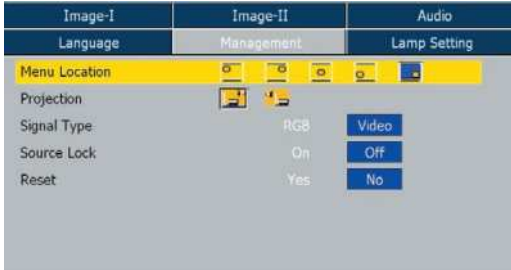 Image-I Image-II Audio
Language Management Lamp Setting
Menu Location
Projection
Signal Type RGB Video
Source Lock On Off
Reset Yes No